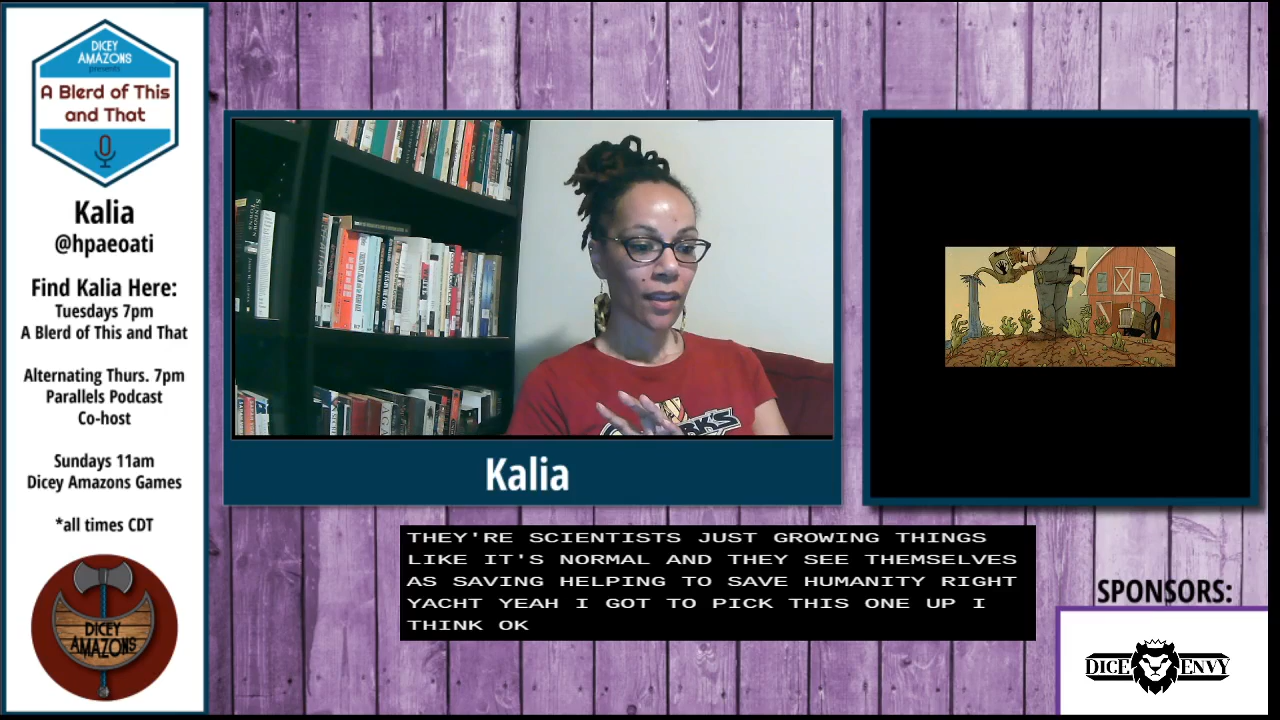 DICEY
AMAZONS
presents
A Blerd of This
and That
Kalia
@hpaeoati
Find Kalia Here:
Tuesdays 7pm
A Blerd of This and That
Alternating Thurs. 7pm
Parallels Podcast
Co-host
Sundays 11am
Dicey Amazons Games
*all times CDT
DICEY
AMAZONS
Kalia
THEY'RE SCIENTISTS JUST GROWING THINGS
LIKE IT'S NORMAL AND THEY SEE THEMSELVES
AS SAVING HELPING TO SAVE HUMANITY RIGHT
YACHT YEAH I GOT TO PICK THIS ONE UP I
THINK OK
SPONSORS:
DICE ENVY